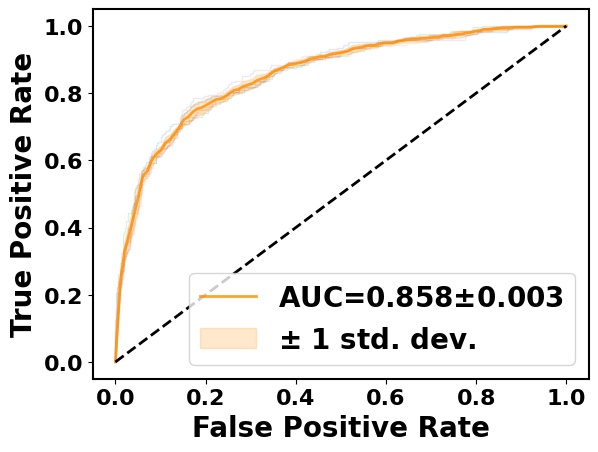 1.0
0.8
0.6
0.4
0.2
0.0
True Positive Rate
AUC=0.858±0.003
± 1 std. dev.
0.0 0.2 0.4 0.6 0.8 1.0
False Positive Rate